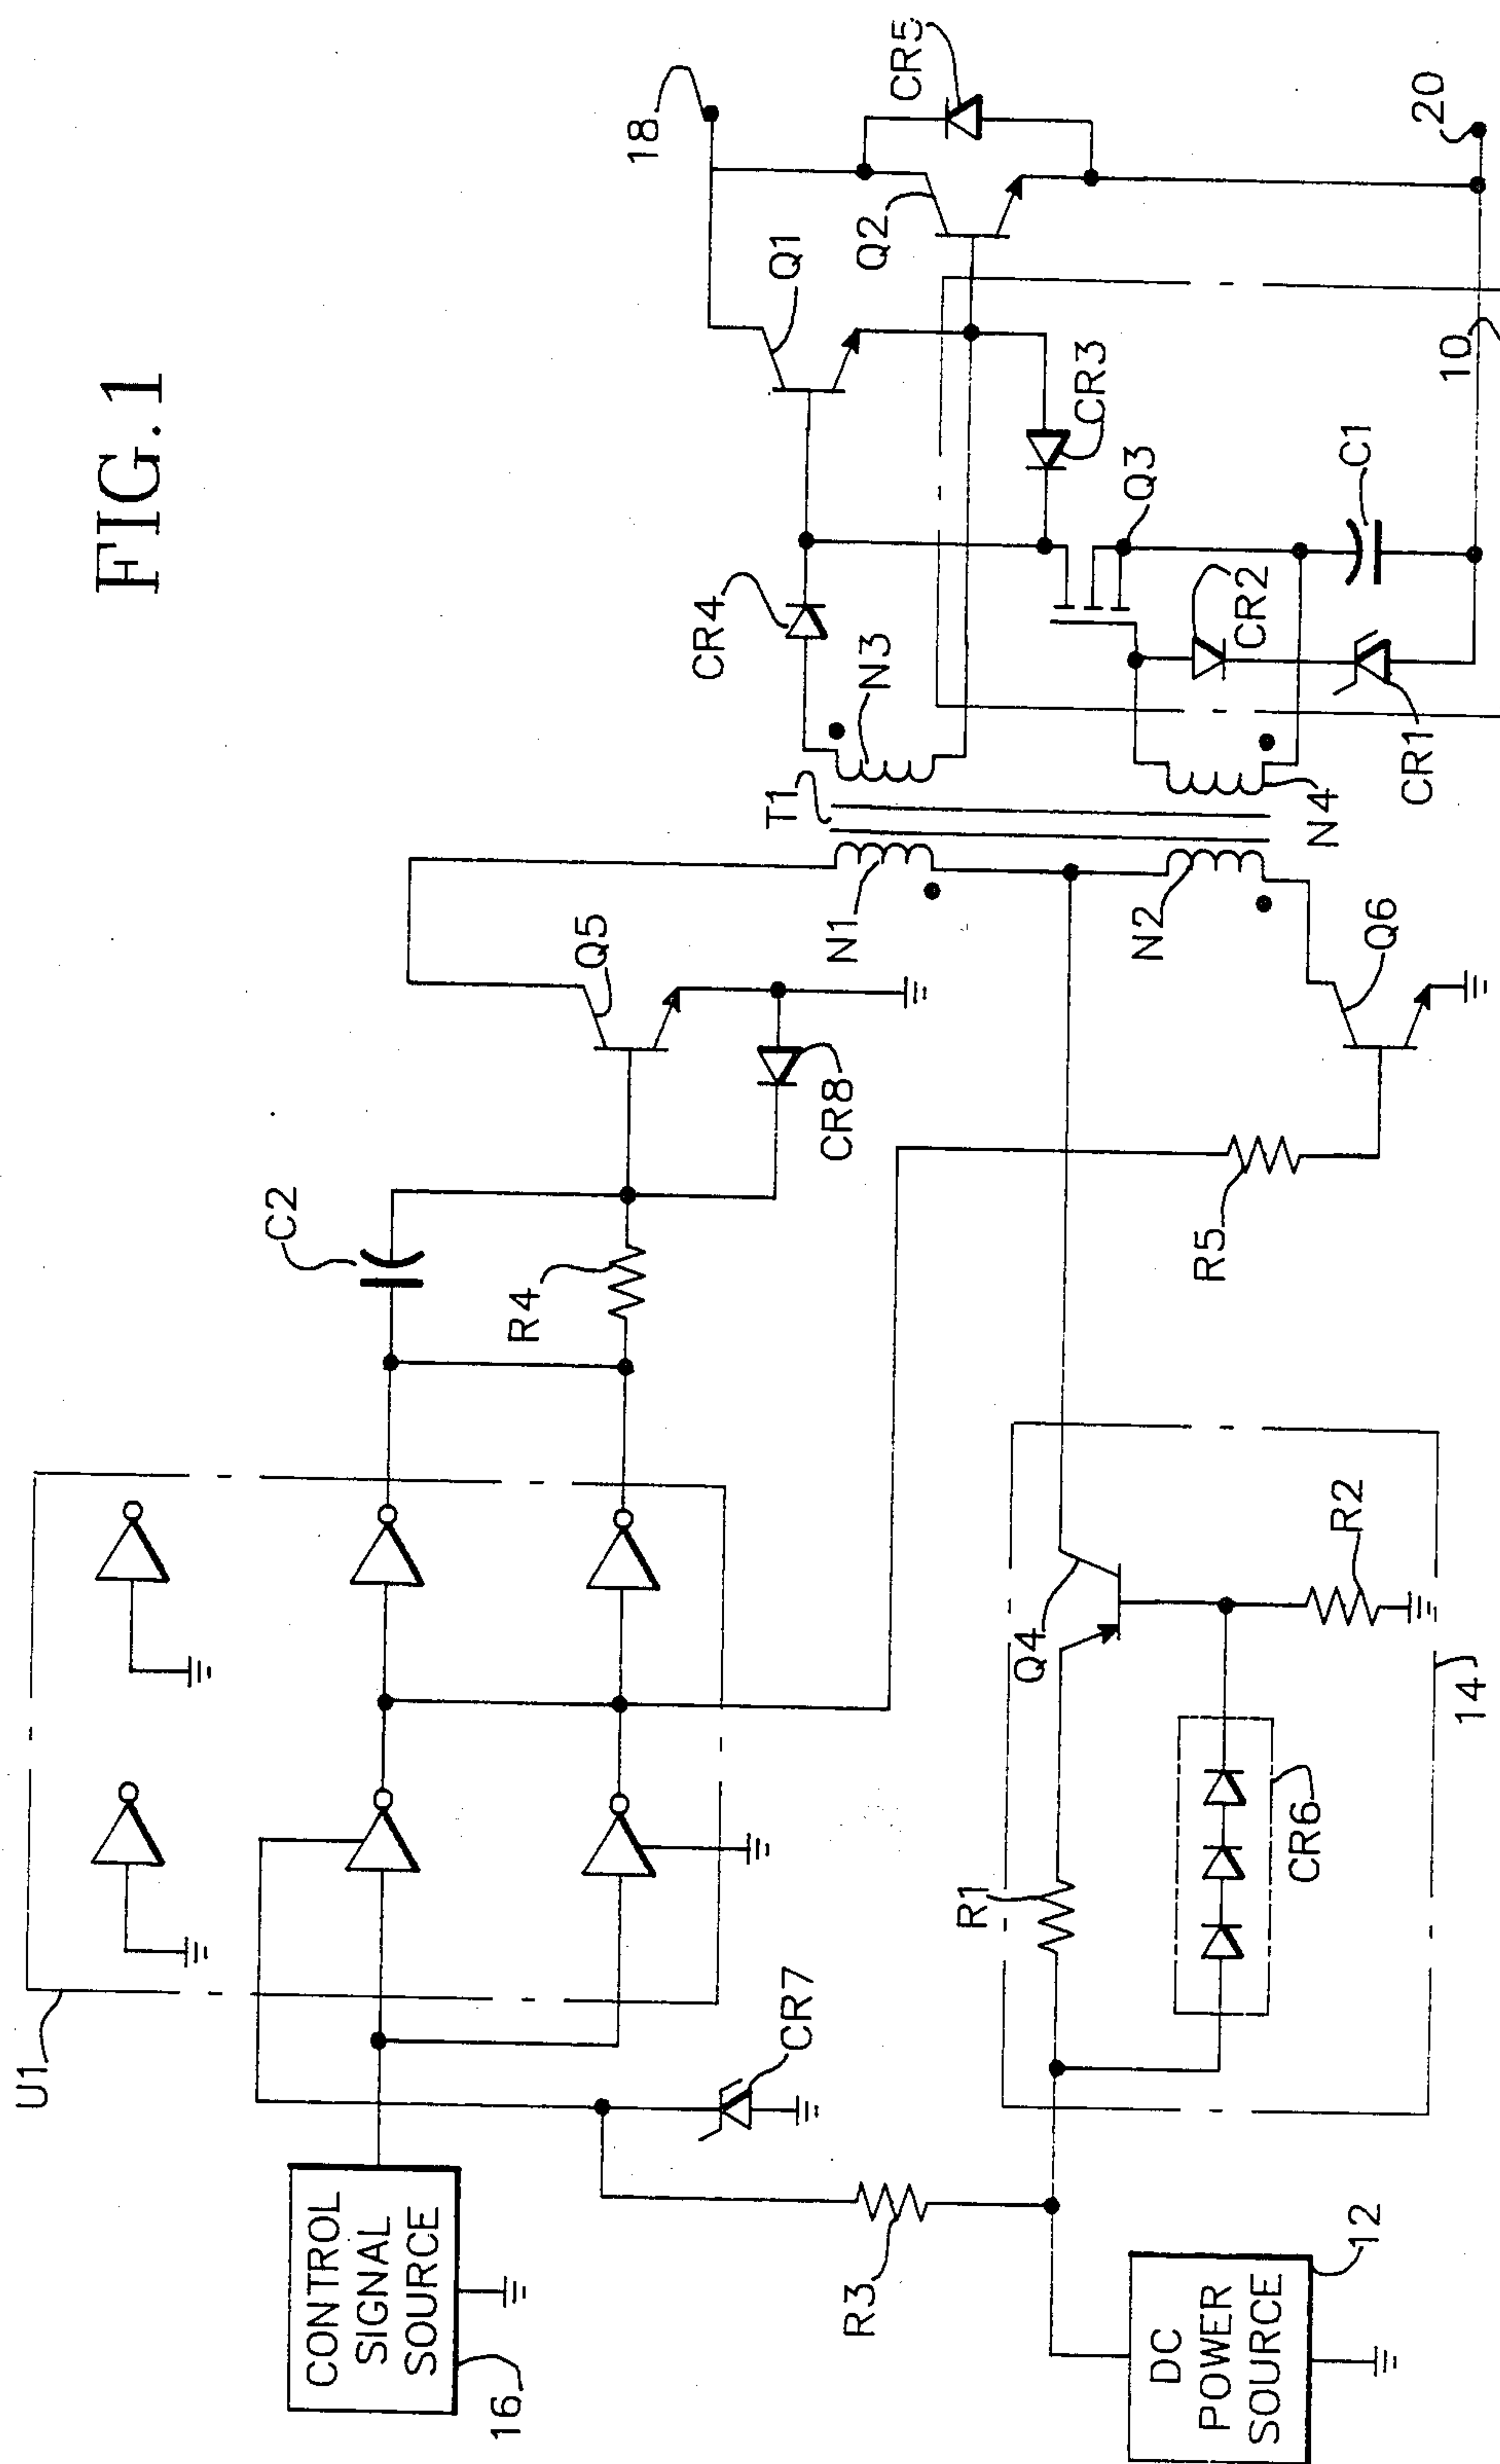 FIG. 1
18
CR5
Q1
Q2
20
10
CR3
Q3
C1
CR4
N3
CR2
CR1
T1
N4
N1
N2
Q5
Q6
CR8
C2
R4
R5
U1
Q4
R2
14
R1
CR6
CR7
R3
CONTROL
SIGNAL
SOURCE
16
DC
POWER
SOURCE
12